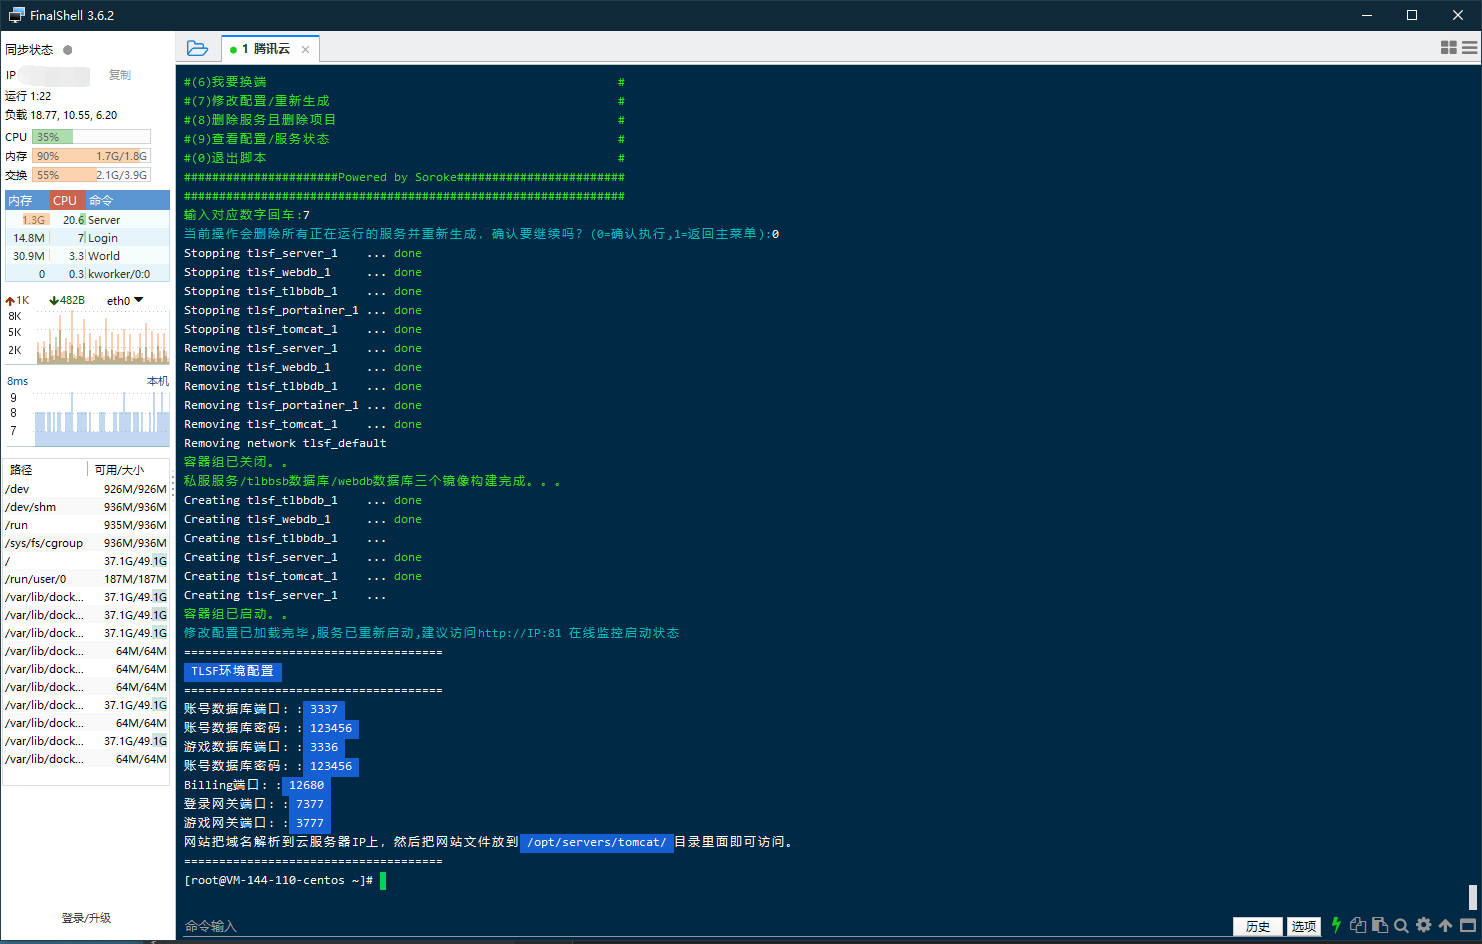 FinalShell 3.6.2
同步状态
1 腾讯云
IP
复制
运行 1:22
负载 18.77, 10.55, 6.20
CPU 35%
内存 90% 1.7G/1.8G
交换 55% 2.1G/3.9G
内存 CPU 命令
1.3G 20.6 Server
14.8M 7 Login
30.9M 3.3 World
0 0.3 kworker/0:0
1K 482B eth0
8K
5K
2K
8ms 本机
9
8
7
路径 可用/大小
/dev 926M/926M
/dev/shm 936M/936M
/run 935M/936M
/sys/fs/cgroup 936M/936M
/ 37.1G/49.1G
/run/user/0 187M/187M
/var/lib/dock... 37.1G/49.1G
/var/lib/dock... 37.1G/49.1G
/var/lib/dock... 37.1G/49.1G
/var/lib/dock... 64M/64M
/var/lib/dock... 64M/64M
/var/lib/dock... 64M/64M
/var/lib/dock... 37.1G/49.1G
/var/lib/dock... 64M/64M
/var/lib/dock... 37.1G/49.1G
/var/lib/dock... 64M/64M
登录/升级
#(6)我要换端 #
#(7)修改配置/重新生成 #
#(8)删除服务且删除项目 #
#(9)查看配置/服务状态 #
#(0)退出脚本 #
######################Powered by Soroke########################
###############################################################
输入对应数字回车:7
当前操作会删除所有正在运行的服务并重新生成，确认要继续吗？(0=确认执行,1=返回主菜单):0
Stopping tlsf_server_1 ... done
Stopping tlsf_webdb_1 ... done
Stopping tlsf_tlbbdb_1 ... done
Stopping tlsf_portainer_1 ... done
Stopping tlsf_tomcat_1 ... done
Removing tlsf_server_1 ... done
Removing tlsf_webdb_1 ... done
Removing tlsf_tlbbdb_1 ... done
Removing tlsf_portainer_1 ... done
Removing tlsf_tomcat_1 ... done
Removing network tlsf_default
容器组已关闭。。
私服服务/tlbbsb数据库/webdb数据库三个镜像构建完成。。。
Creating tlsf_tlbbdb_1 ... done
Creating tlsf_webdb_1 ... done
Creating tlsf_tlbbdb_1 ...
Creating tlsf_server_1 ... done
Creating tlsf_tomcat_1 ... done
Creating tlsf_server_1 ...
容器组已启动。。
修改配置已加载完毕,服务已重新启动,建议访问http://IP:81 在线监控启动状态
=====================================
TLSF环境配置
=====================================
账号数据库端口：: 3337
账号数据库密码：: 123456
游戏数据库端口：: 3336
账号数据库密码：: 123456
Billing端口：: 12680
登录网关端口：: 7377
游戏网关端口：: 3777
网站把域名解析到云服务器IP上，然后把网站文件放到 /opt/servers/tomcat/ 目录里面即可访问。
=====================================
[root@VM-144-110-centos ~]#
命令输入
历史
选项